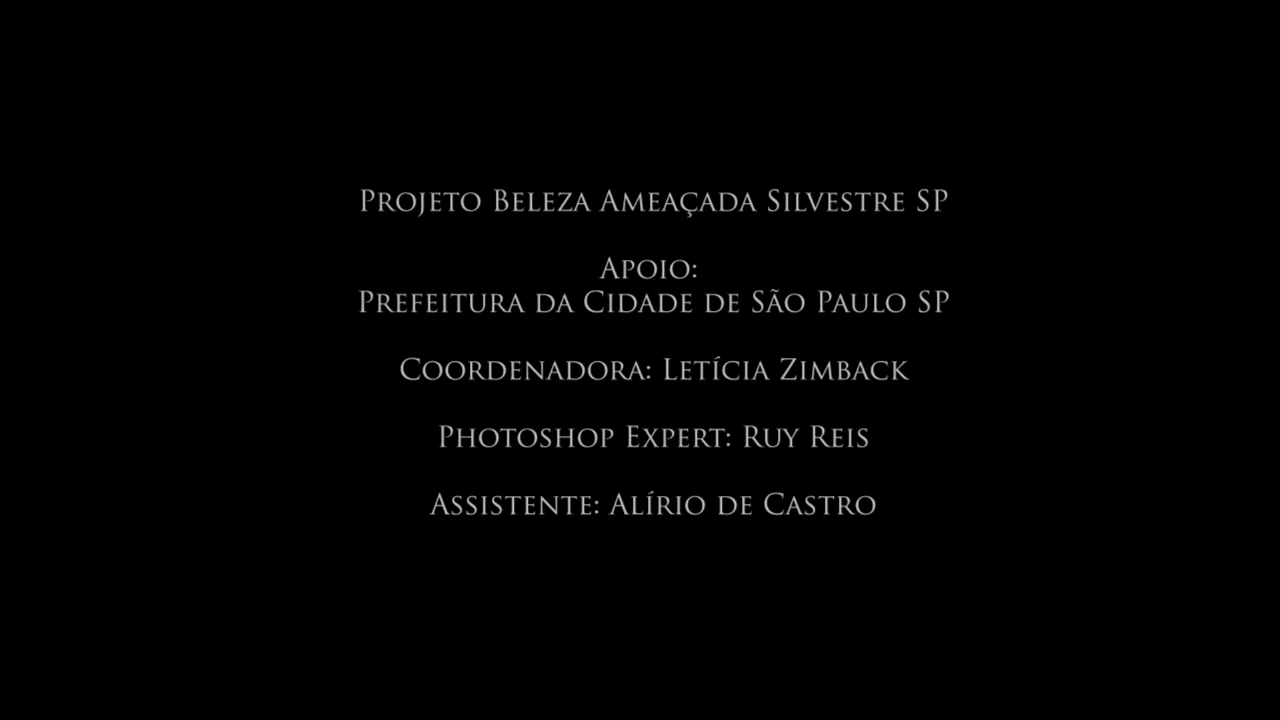 Projeto Beleza Ameaçada Silvestre SP
Apoio:
Prefeitura da Cidade de São Paulo SP
Coordenadora: Letícia Zimback
Photoshop Expert: Ruy Reis
Assistente: Alírio de Castro